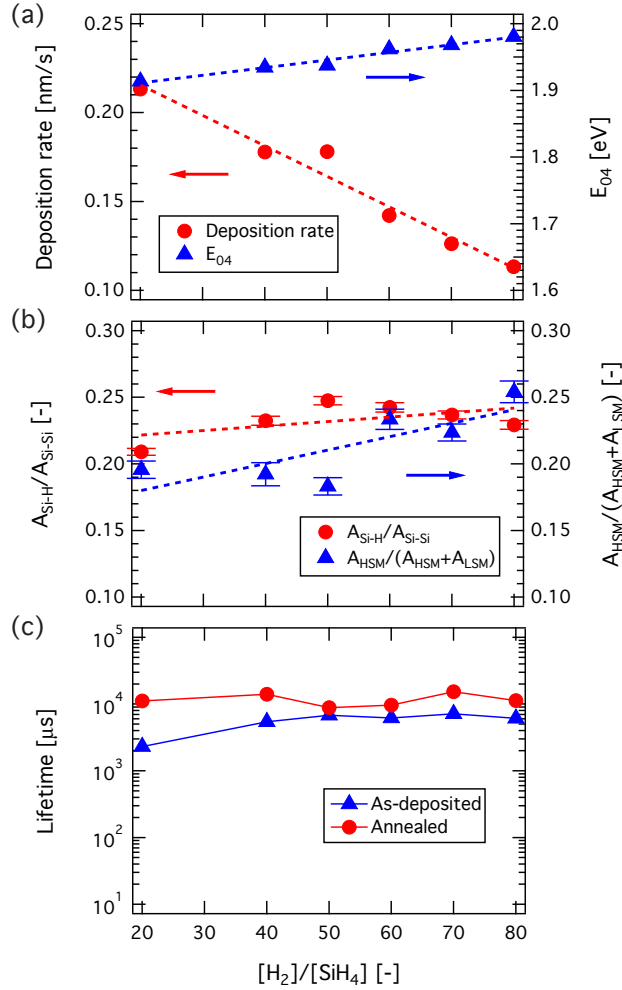 (a)
0.25
0.20
0.15
0.10
Deposition rate [nm/s]
2.0
1.9
1.8
1.7
1.6
E04 [eV]
Deposition rate
E04
(b)
0.30
0.25
0.20
0.15
0.10
ASi-H/ASi-Si [-]
0.30
0.25
0.20
0.15
0.10
AHSM/(AHSM+ALSM) [-]
ASi-H/ASi-Si
AHSM/(AHSM+ALSM)
(c)
10^5
10^4
10^3
10^2
10^1
Lifetime [μs]
As-deposited
Annealed
20 30 40 50 60 70 80
[H2]/[SiH4] [-]